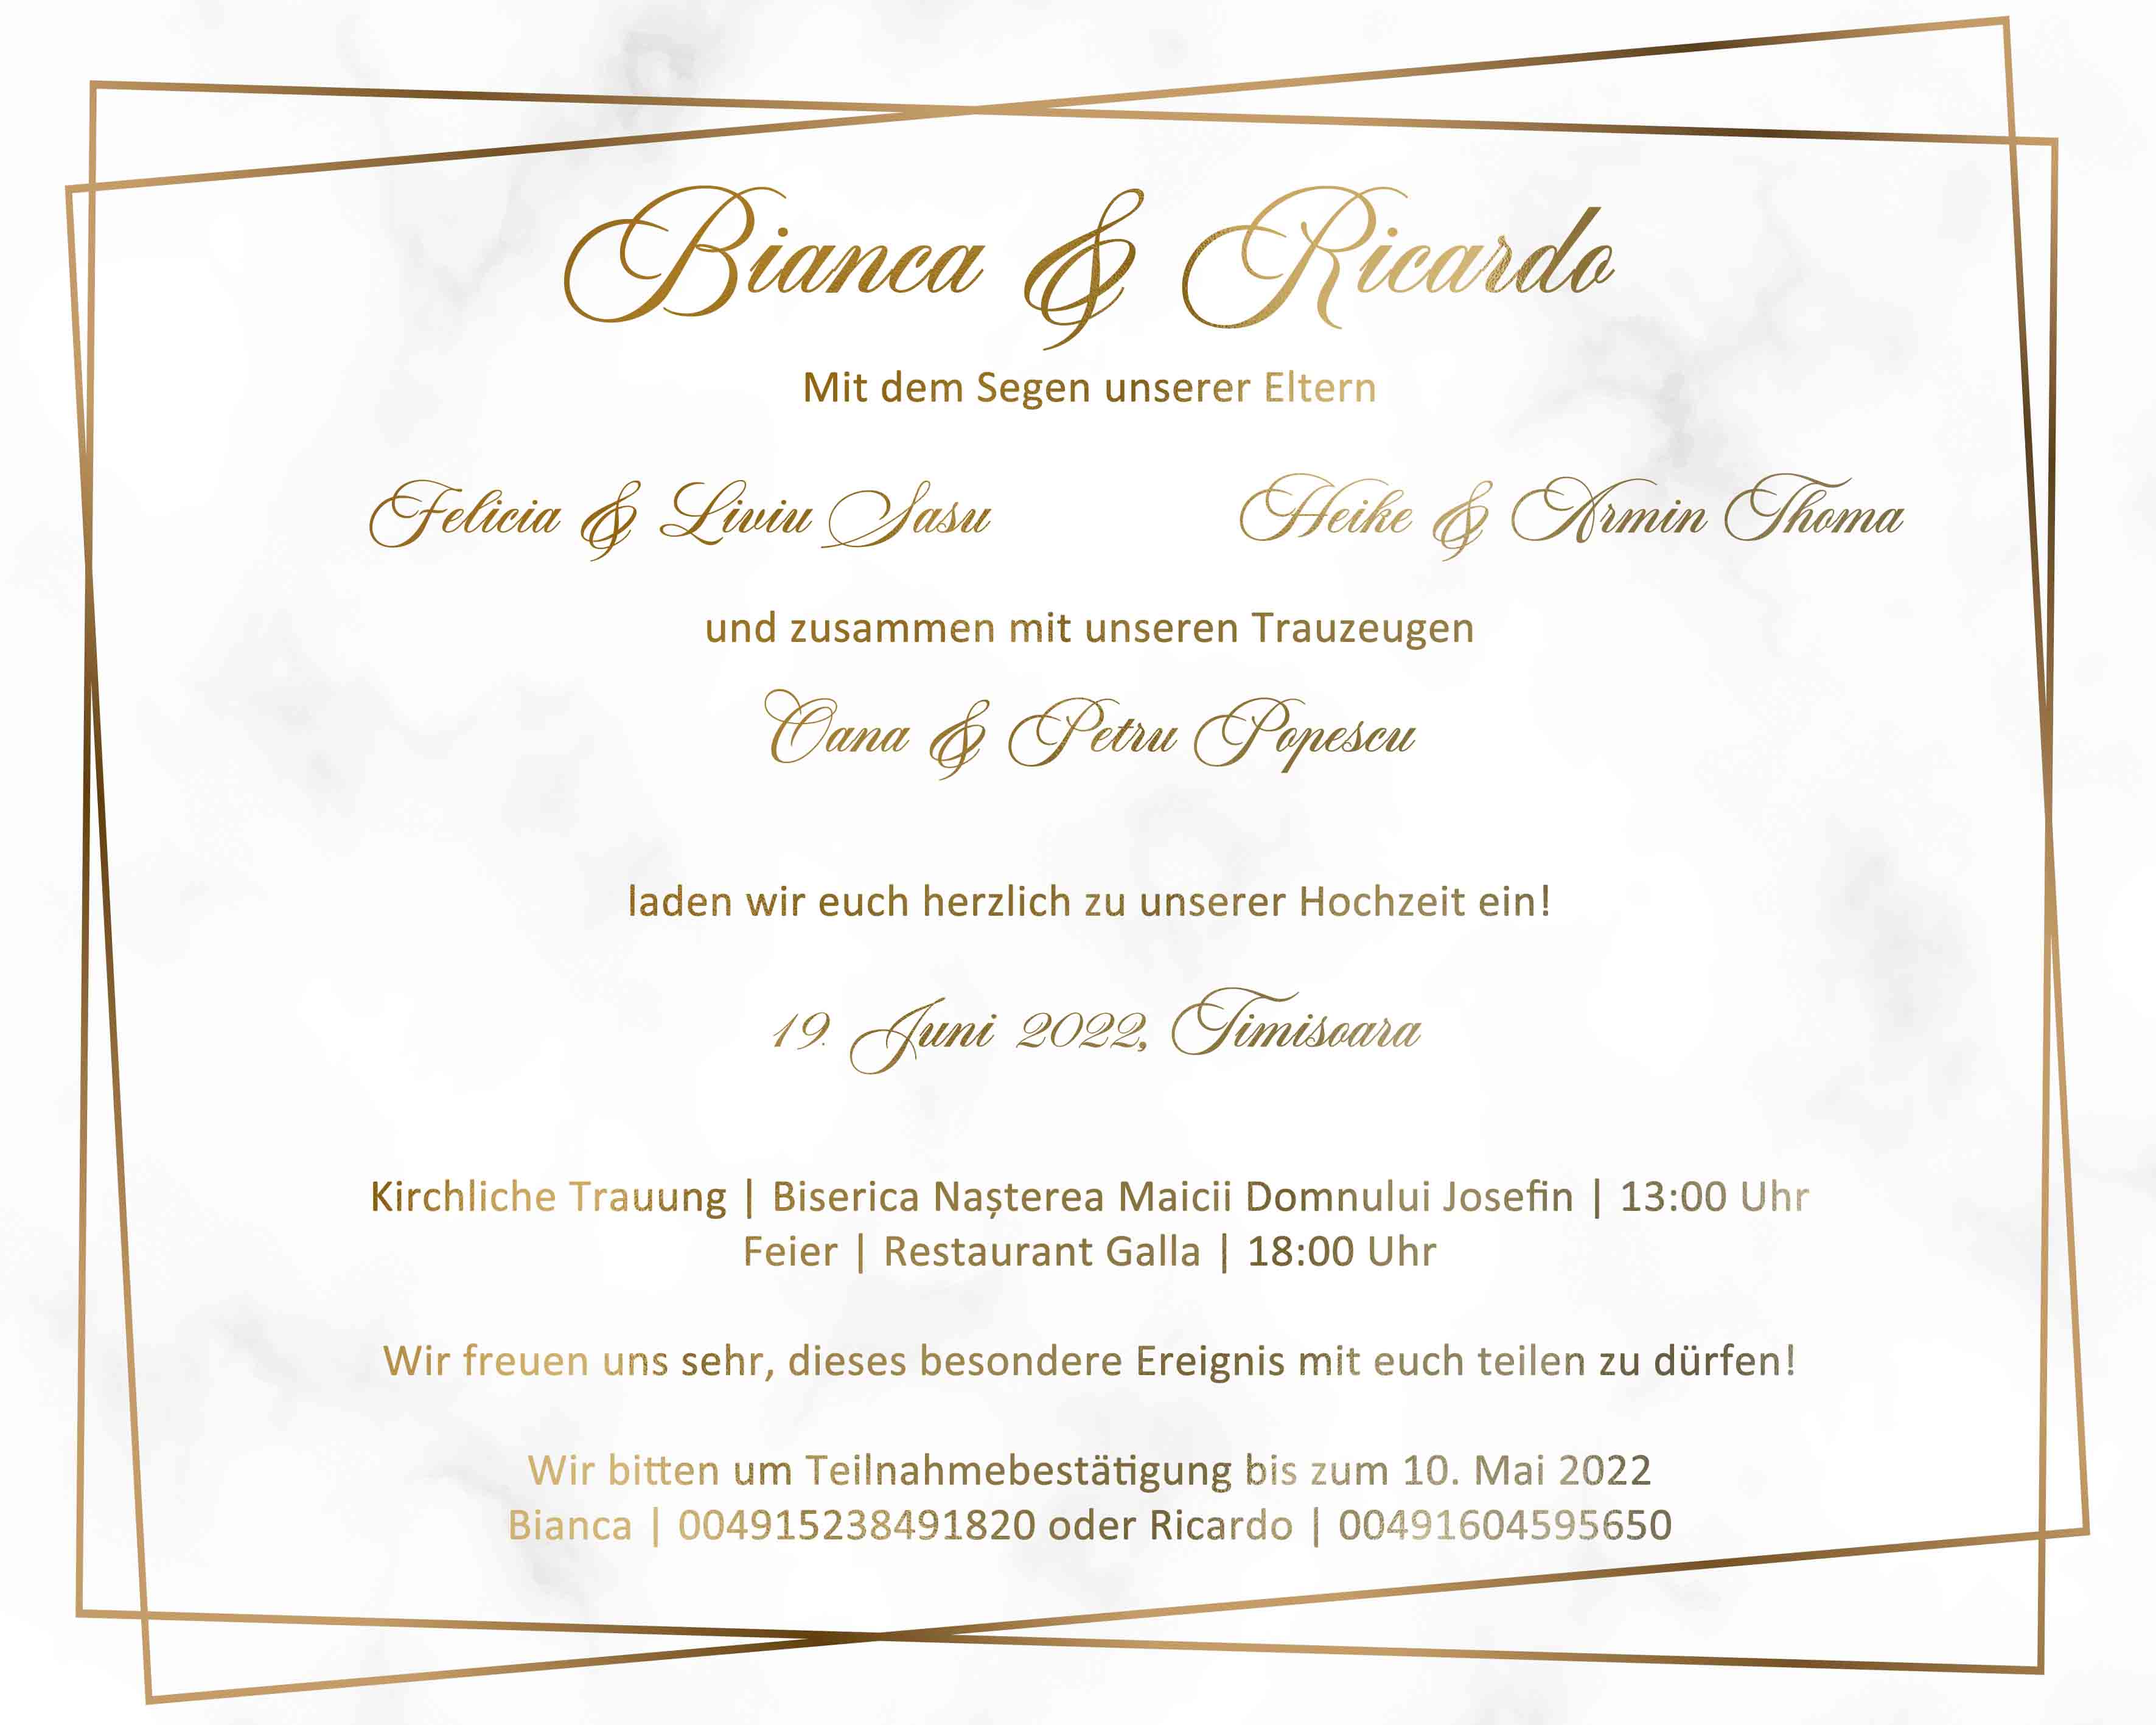 Bianca & Ricardo
Mit dem Segen unserer Eltern
Felicia & Liviu Sasu Heike & Armin Thoma
und zusammen mit unseren Trauzeugen
Oana & Petru Popescu
laden wir euch herzlich zu unserer Hochzeit ein!
19. Juni 2022, Timisoara
Kirchliche Trauung | Biserica Nașterea Maicii Domnului Josefin | 13:00 Uhr
Feier | Restaurant Galla | 18:00 Uhr
Wir freuen uns sehr, dieses besondere Ereignis mit euch teilen zu dürfen!
Wir bitten um Teilnahmebestätigung bis zum 10. Mai 2022
Bianca | 004915238491820 oder Ricardo | 00491604595650